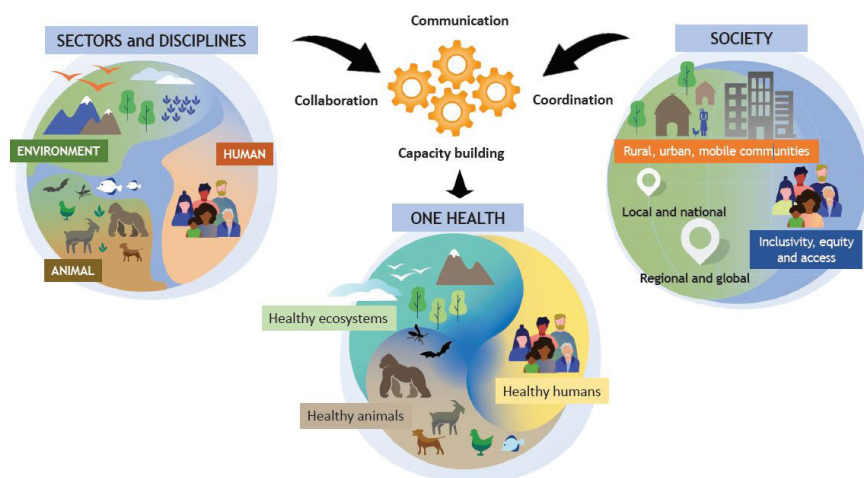 Communication
SECTORS and DISCIPLINES
SOCIETY
Collaboration
Coordination
ENVIRONMENT
HUMAN
Capacity building
Rural, urban, mobile communities
Local and national
ONE HEALTH
Inclusivity, equity
and access
ANIMAL
Regional and global
Healthy ecosystems
Healthy humans
Healthy animals